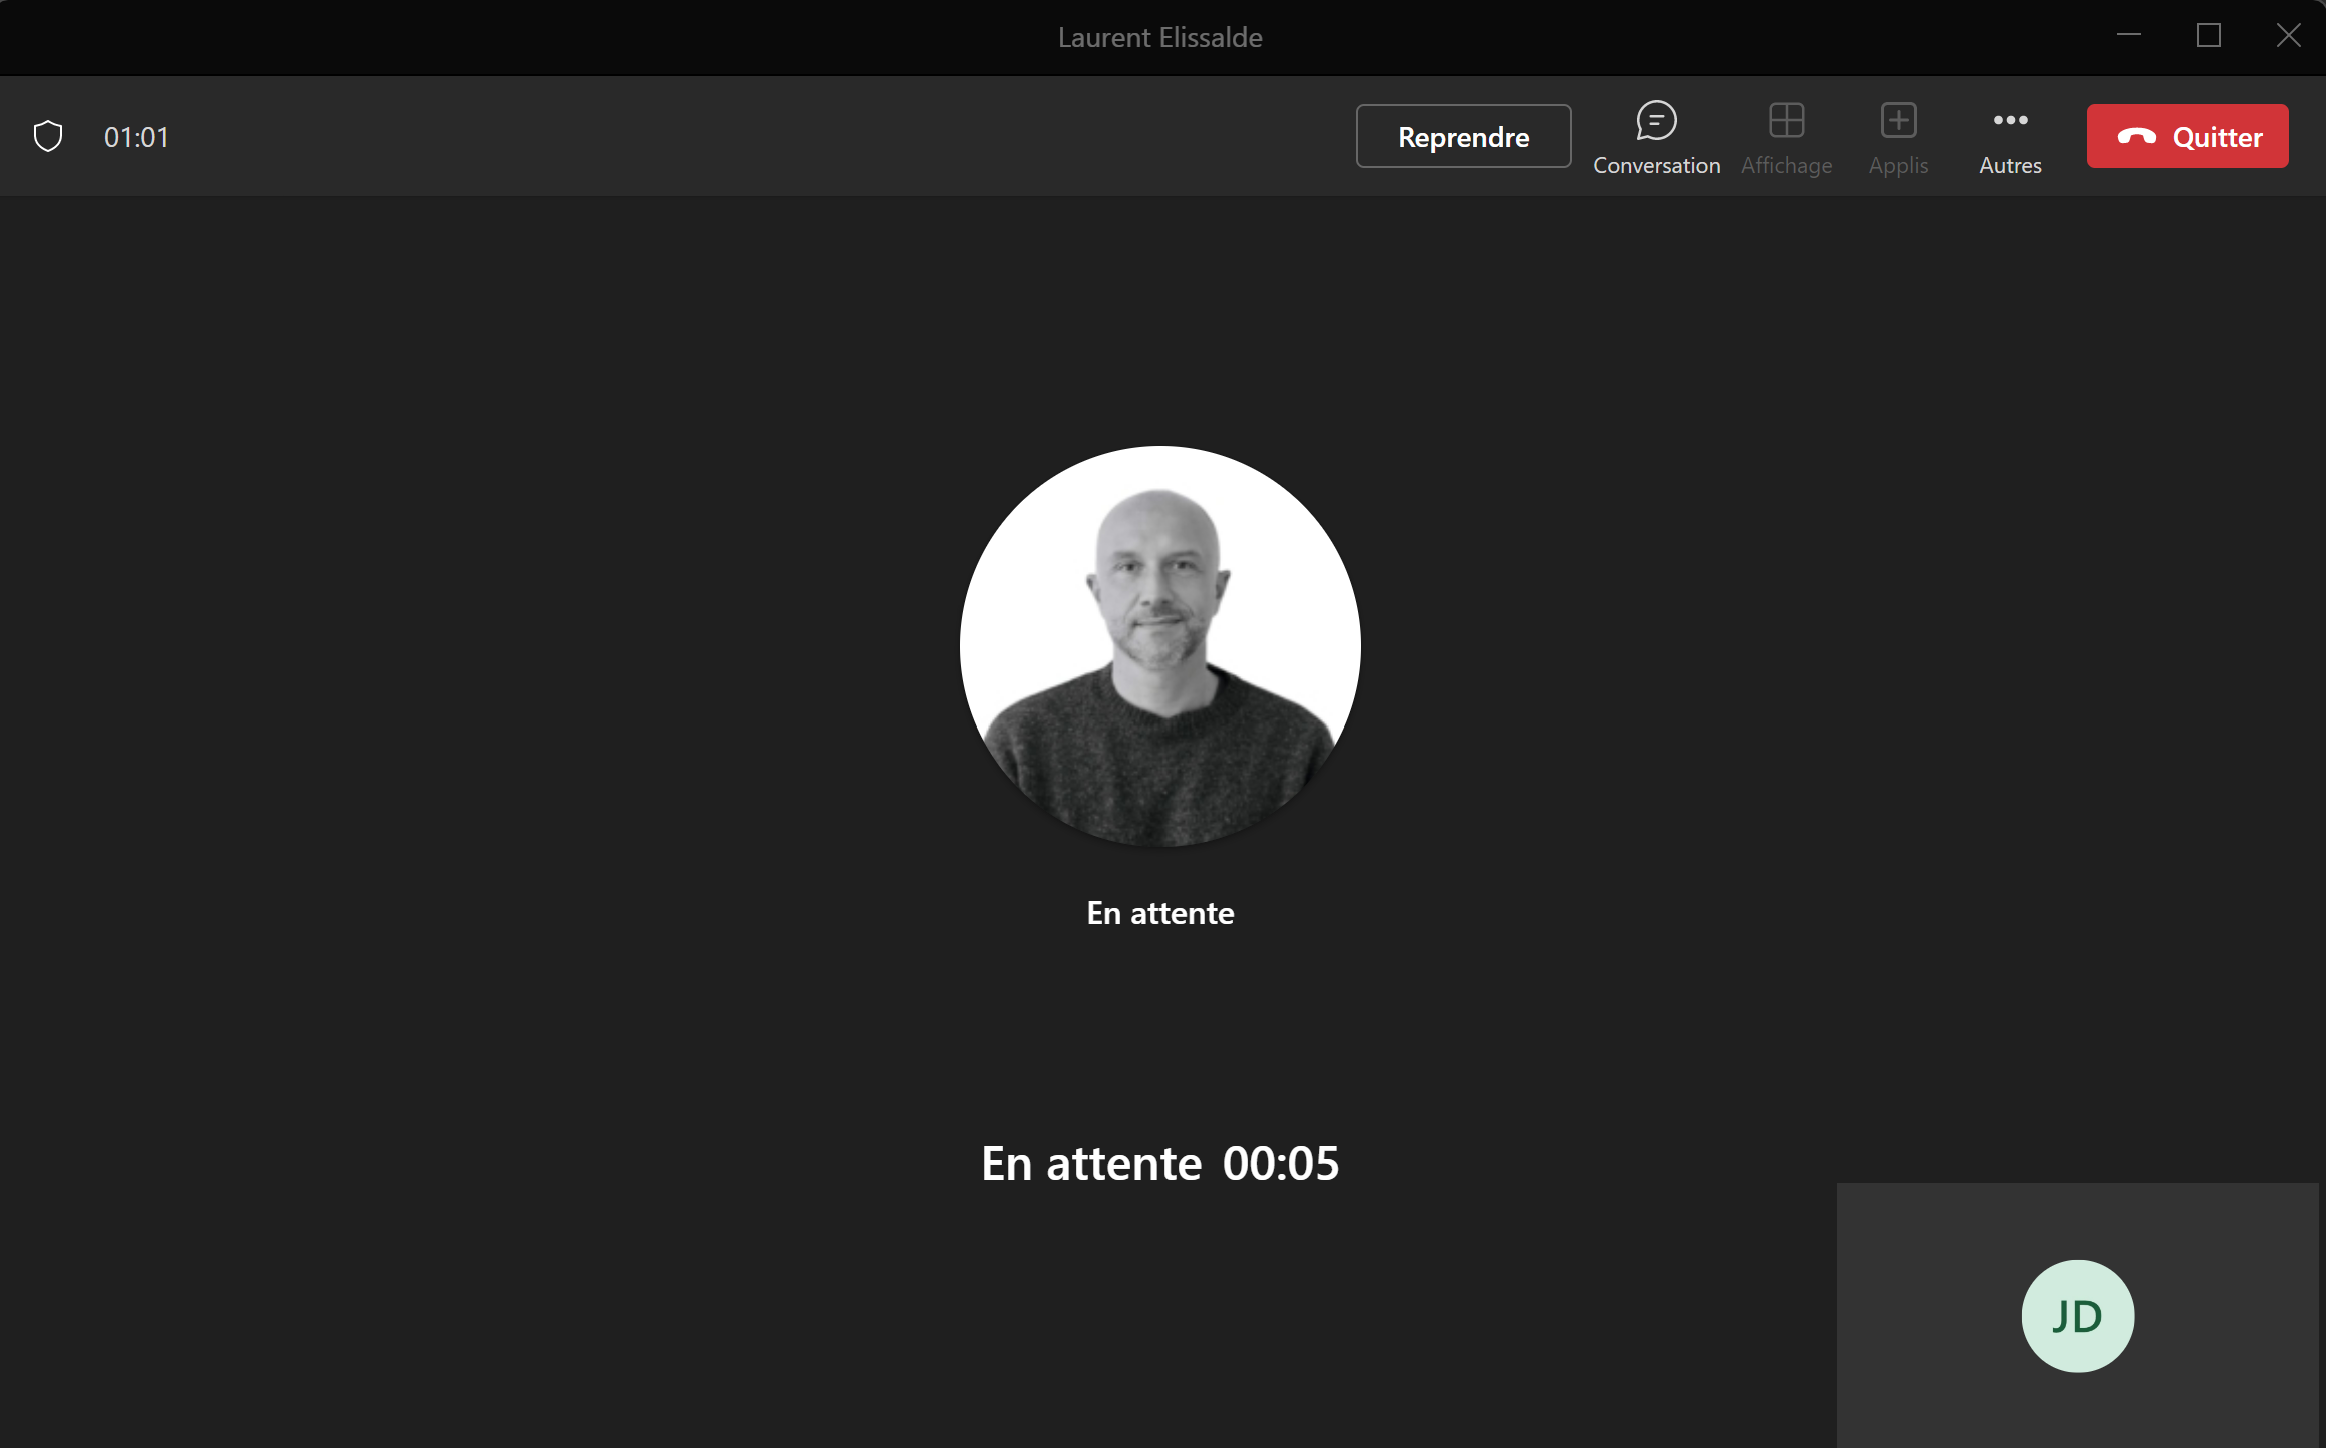 Laurent Elissalde
01:01
Reprendre
Conversation
Affichage
Applis
Autres
Quitter
En attente
En attente 00:05
JD